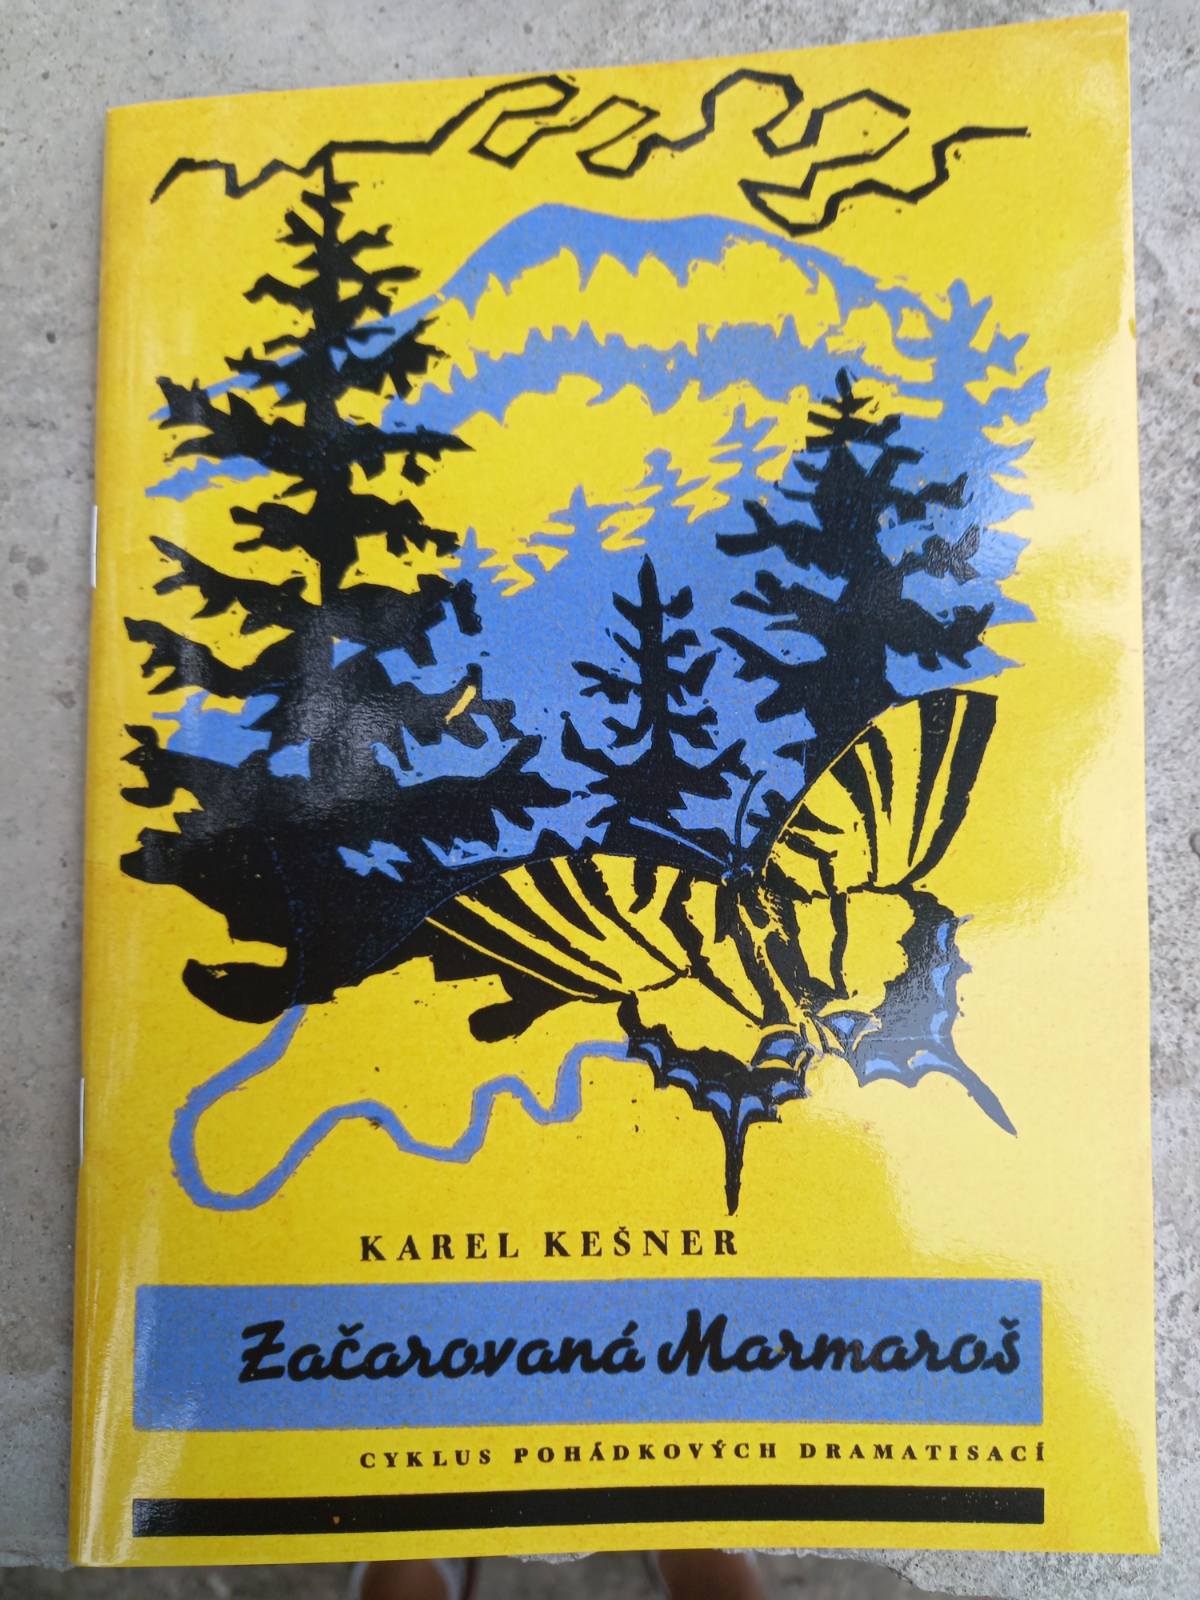 KAREL KEŠNER
Začarovaná Marmaroš
CYKLUS POHÁDKOVÝCH DRAMATISACÍ